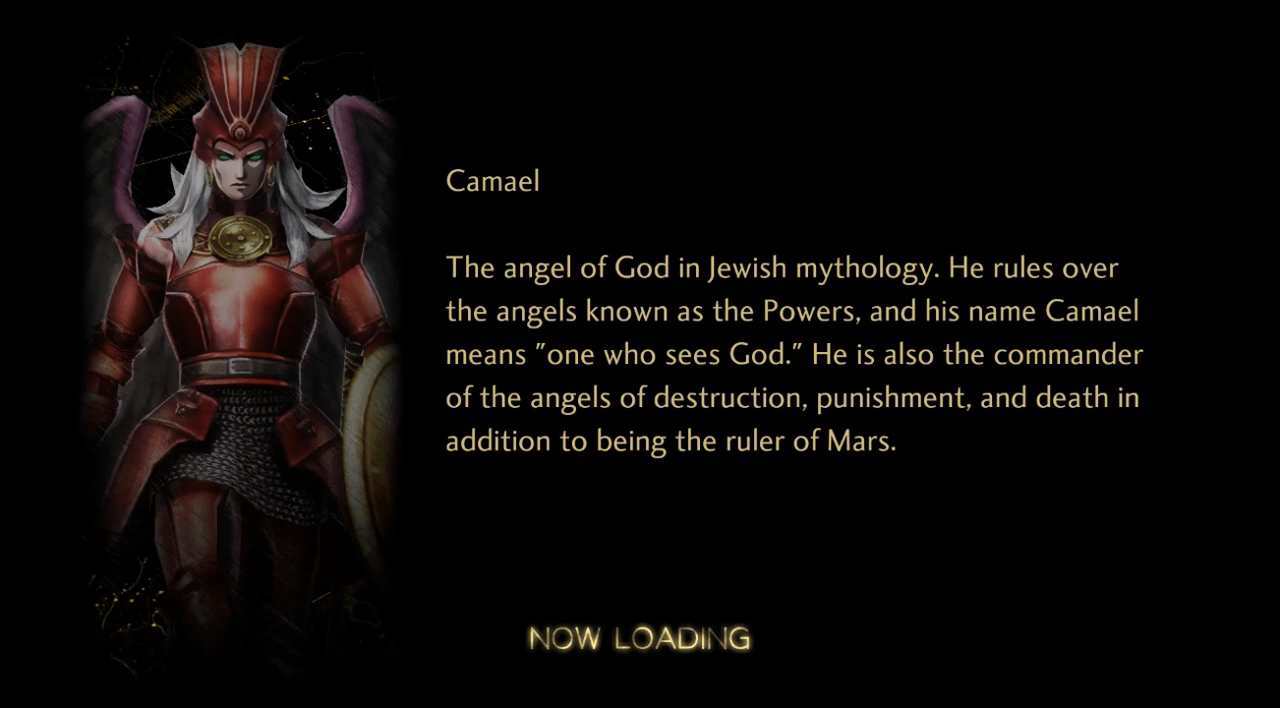 Camael
The angel of God in Jewish mythology. He rules over
the angels known as the Powers, and his name Camael
means "one who sees God." He is also the commander
of the angels of destruction, punishment, and death in
addition to being the ruler of Mars.
NOW LOADING